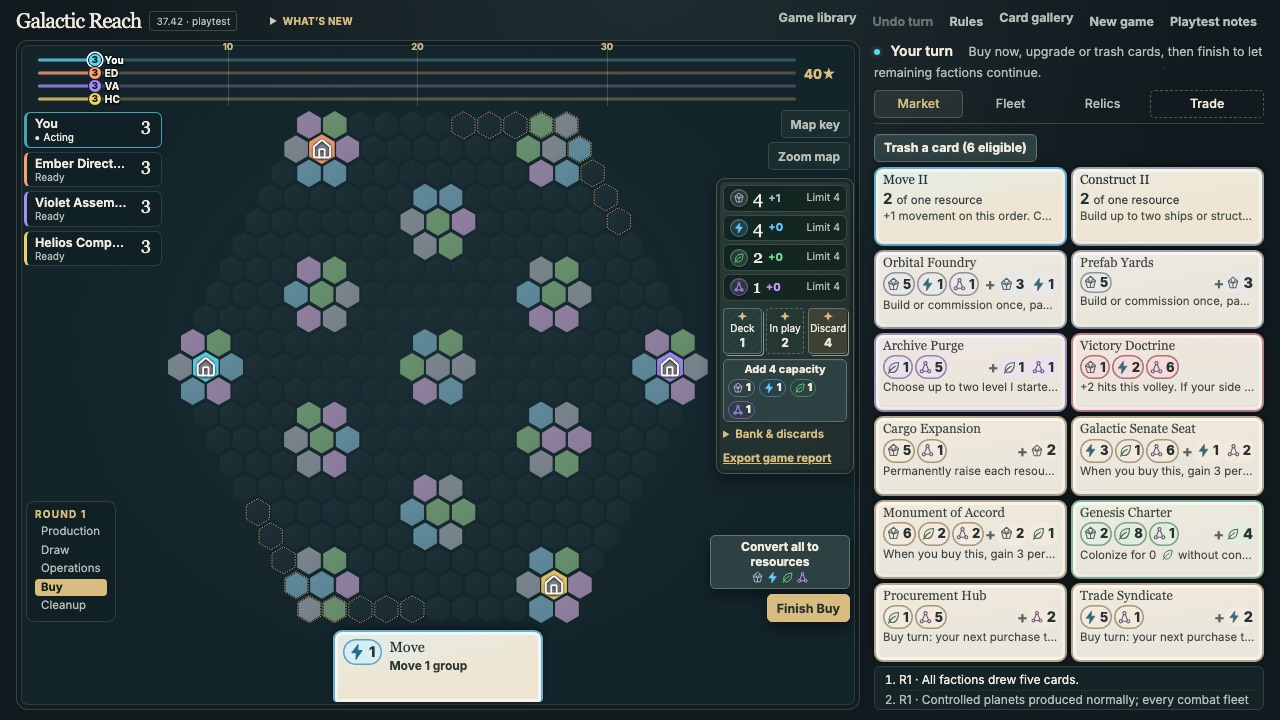 Galactic Reach
37.42 · playtest
▶ WHAT'S NEW
Game library
Undo turn
Rules
Card gallery
New game
Playtest notes
10
20
30
3 You
3 ED
3 VA
3 HC
40★
You
• Acting
3
Ember Direct...
Ready
3
Violet Assem...
Ready
3
Helios Comp...
Ready
3
Map key
Zoom map
4 +1 Limit 4
4 +0 Limit 4
2 +0 Limit 4
1 +0 Limit 4
Deck
1
In play
2
Discard
4
Add 4 capacity
1 1 1
1
▶ Bank & discards
Export game report
ROUND 1
Production
Draw
Operations
Buy
Cleanup
Convert all to
resources
Finish Buy
1 Move
Move 1 group
Your turn Buy now, upgrade or trash cards, then finish to let
remaining factions continue.
Market
Fleet
Relics
Trade
Trash a card (6 eligible)
Move II
2 of one resource
+1 movement on this order. C...
Construct II
2 of one resource
Build up to two ships or struct...
Orbital Foundry
5 1 1 + 3 1
Build or commission once, pa...
Prefab Yards
5 + 3
Build or commission once, pa...
Archive Purge
1 5 + 1 1
Choose up to two level I starte...
Victory Doctrine
1 2 6
+2 hits this volley. If your side ...
Cargo Expansion
5 1 + 2
Permanently raise each resou...
Galactic Senate Seat
3 1 6 + 1 2
When you buy this, gain 3 per...
Monument of Accord
6 2 2 + 2 1
When you buy this, gain 3 per...
Genesis Charter
2 8 1 + 4
Colonize for 0 without con...
Procurement Hub
1 5 + 2
Buy turn: your next purchase t...
Trade Syndicate
5 1 + 2
Buy turn: your next purchase t...
1. R1 · All factions drew five cards.
2. R1 · Controlled planets produced normally; every combat fleet